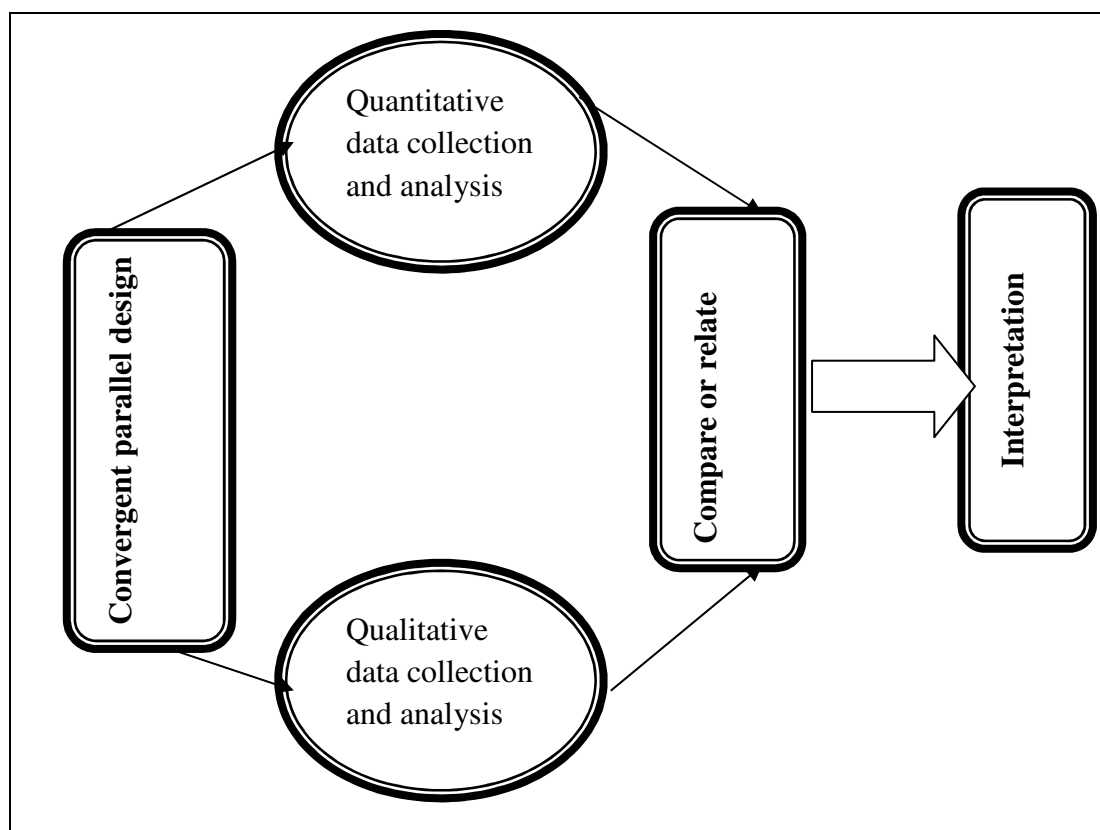 Quantitative
data collection
and analysis
Convergent parallel design
Compare or relate
Interpretation
Qualitative
data collection
and analysis